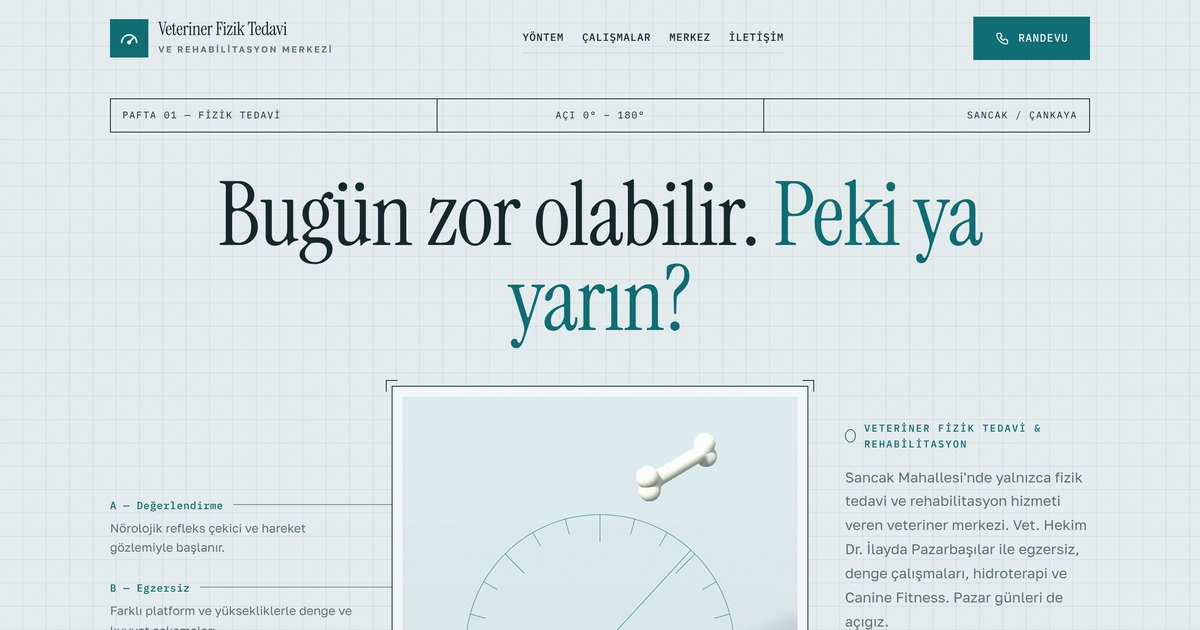 Veteriner Fizik Tedavi
VE REHABİLİTASYON MERKEZİ
YÖNTEM ÇALIŞMALAR MERKEZ İLETİŞİM
RANDEVU
PAFTA 01 — FİZİK TEDAVİ
AÇI 0° – 180°
SANCAK / ÇANKAYA
Bugün zor olabilir. Peki ya
yarın?
A — Değerlendirme
Nörolojik refleks çekici ve hareket
gözlemiyle başlanır.
B — Egzersiz
Farklı platform ve yüksekliklerle denge ve
VETERİNER FİZİK TEDAVİ &
REHABİLİTASYON
Sancak Mahallesi'nde yalnızca fizik
tedavi ve rehabilitasyon hizmeti
veren veteriner merkezi. Vet. Hekim
Dr. İlayda Pazarbaşılar ile egzersiz,
denge çalışmaları, hidroterapi ve
Canine Fitness. Pazar günleri de
açığız.